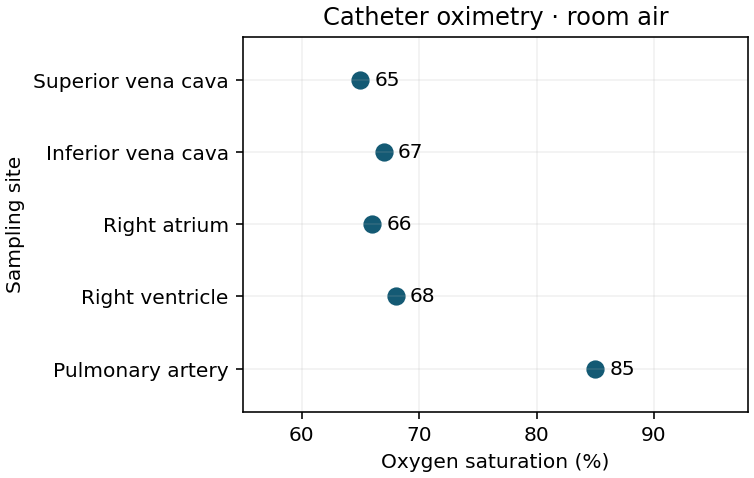 Catheter oximetry · room air
Sampling site
Superior vena cava 65
Inferior vena cava 67
Right atrium 66
Right ventricle 68
Pulmonary artery 85
60 70 80 90
Oxygen saturation (%)